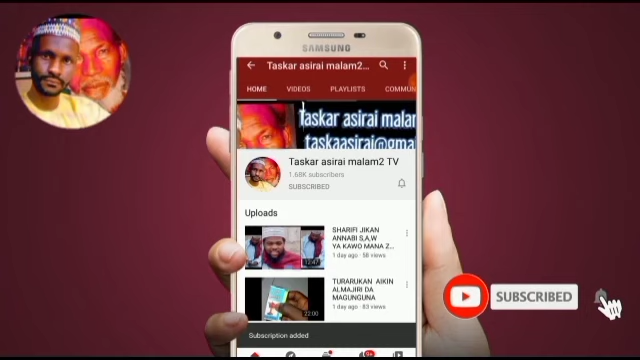 SAMSUNG
Taskar asirai malam2...
HOME VIDEOS PLAYLISTS COMMUN
Taskar asirai malam
taskaasirai@gma
Taskar asirai malam2 TV
1.68K subscribers
SUBSCRIBED
Uploads
SHARIFI JIKAN
ANNABI S,A,W
YA KAWO MANA Z...
1 day ago · 58 views
12:47
TURARUKAN AIKIN
ALMAJIRI DA
MAGUNGUNA
1 day ago · 83 views
22:00
Subscription added
9+
SUBSCRIBED